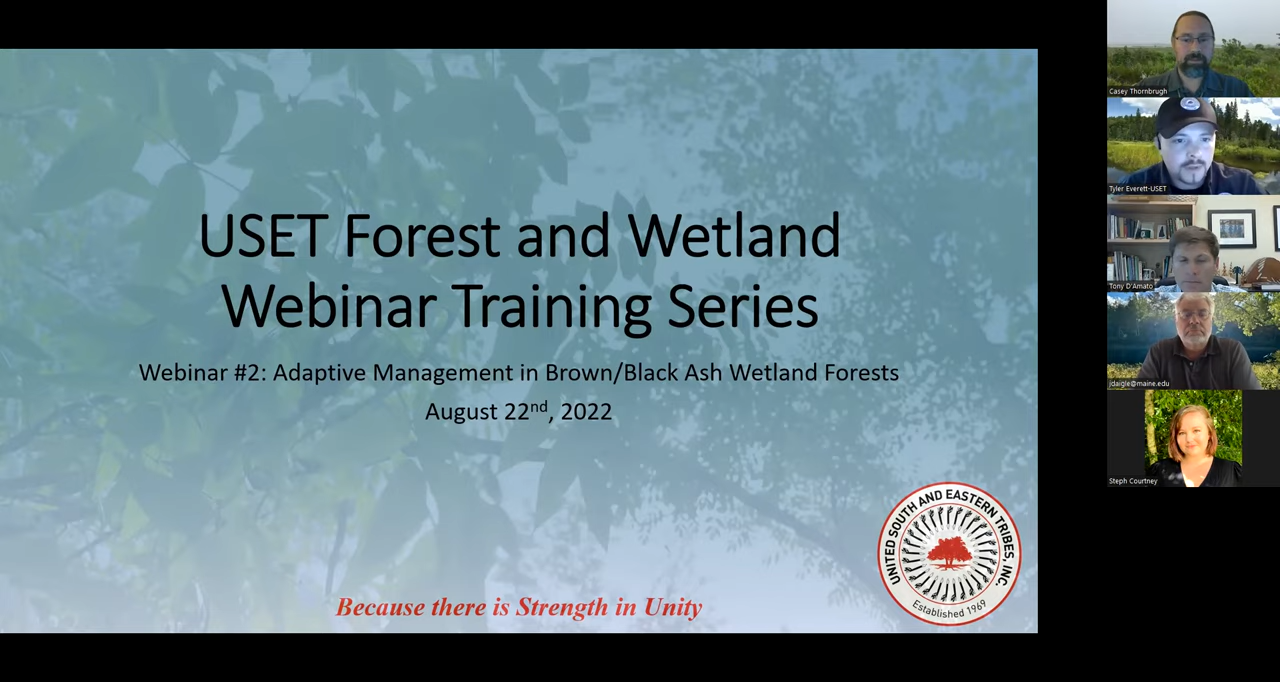 USET Forest and Wetland
Webinar Training Series
Webinar #2: Adaptive Management in Brown/Black Ash Wetland Forests
August 22nd, 2022
Because there is Strength in Unity
UNITED SOUTH AND EASTERN TRIBES, INC.
Established 1969
Casey Thornbrugh
Tyler Everett-USET
Tony D'Amato
jdaigle@maine.edu
Steph Courtney